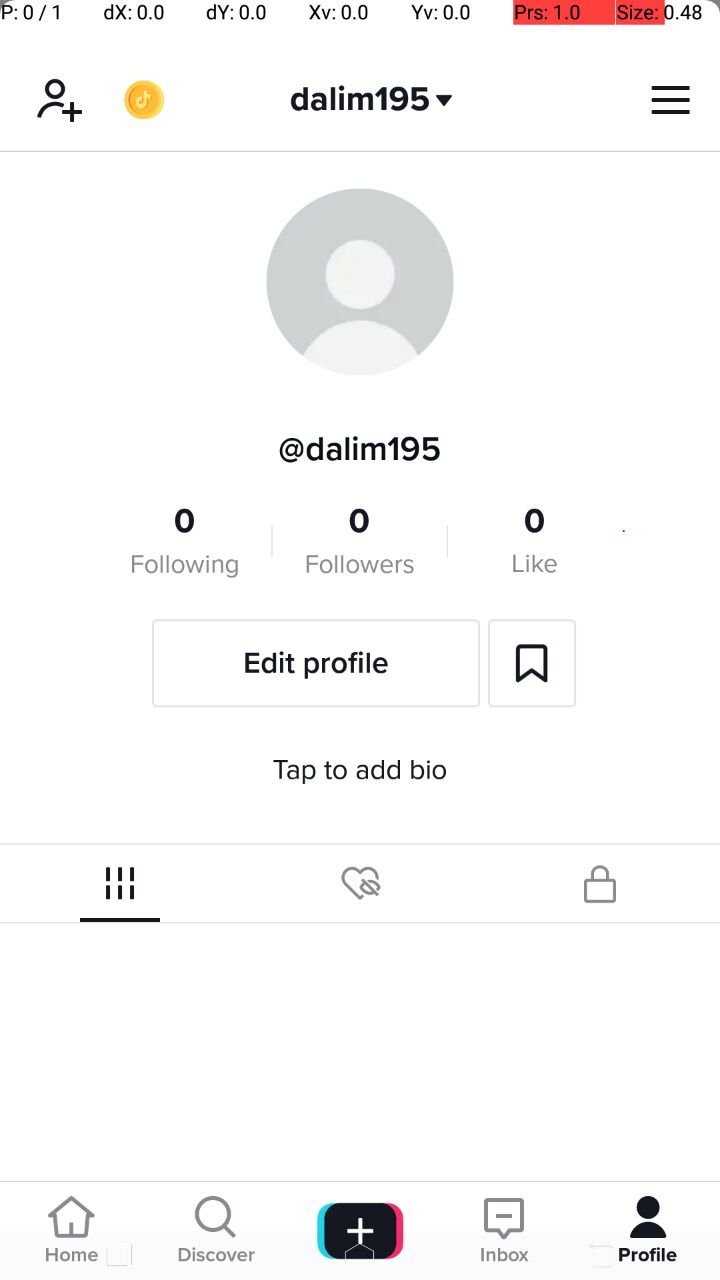 P: 0 / 1 dX: 0.0 dY: 0.0 Xv: 0.0 Yv: 0.0 Prs: 1.0 Size: 0.48
dalim195
@dalim195
0 0 0
Following Followers Like
Edit profile
Tap to add bio
Home Discover Inbox Profile